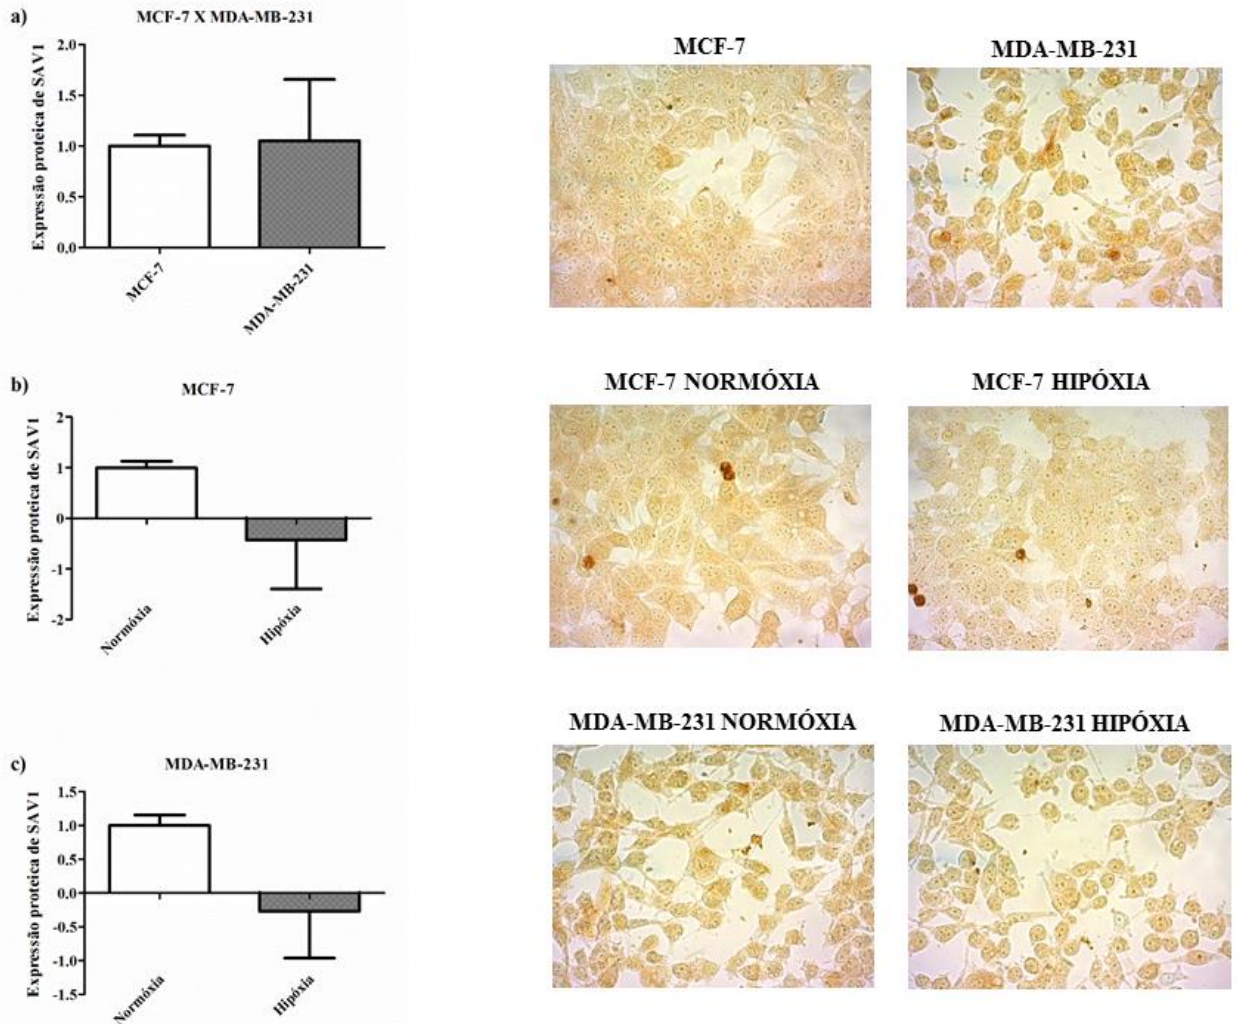 a)
MCF-7 X MDA-MB-231
Expressão proteica de SAV1
2.0
1.5
1.0
0.5
0.0
MCF-7
MDA-MB-231
MCF-7
MDA-MB-231
b)
MCF-7
Expressão proteica de SAV1
2
1
0
-1
-2
Normóxia
Hipóxia
MCF-7 NORMÓXIA
MCF-7 HIPÓXIA
c)
MDA-MB-231
Expressão proteica de SAV1
1.5
1.0
0.5
0.0
-0.5
-1.0
-1.5
Normóxia
Hipóxia
MDA-MB-231 NORMÓXIA
MDA-MB-231 HIPÓXIA